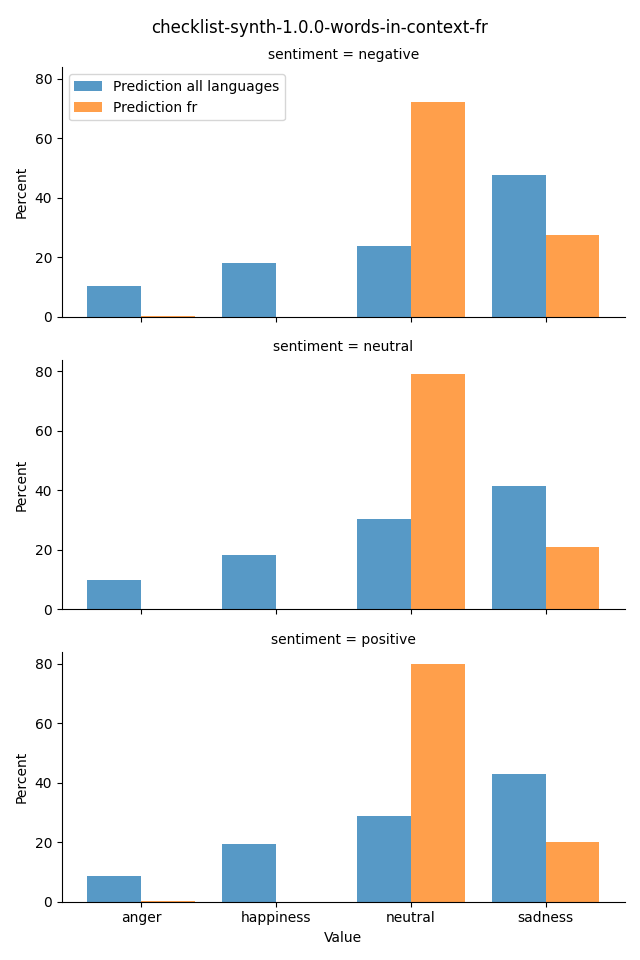 checklist-synth-1.0.0-words-in-context-fr
sentiment = negative
Prediction all languages
Prediction fr
80
60
40
20
0
Percent
sentiment = neutral
80
60
40
20
0
Percent
sentiment = positive
80
60
40
20
0
Percent
anger happiness neutral sadness
Value